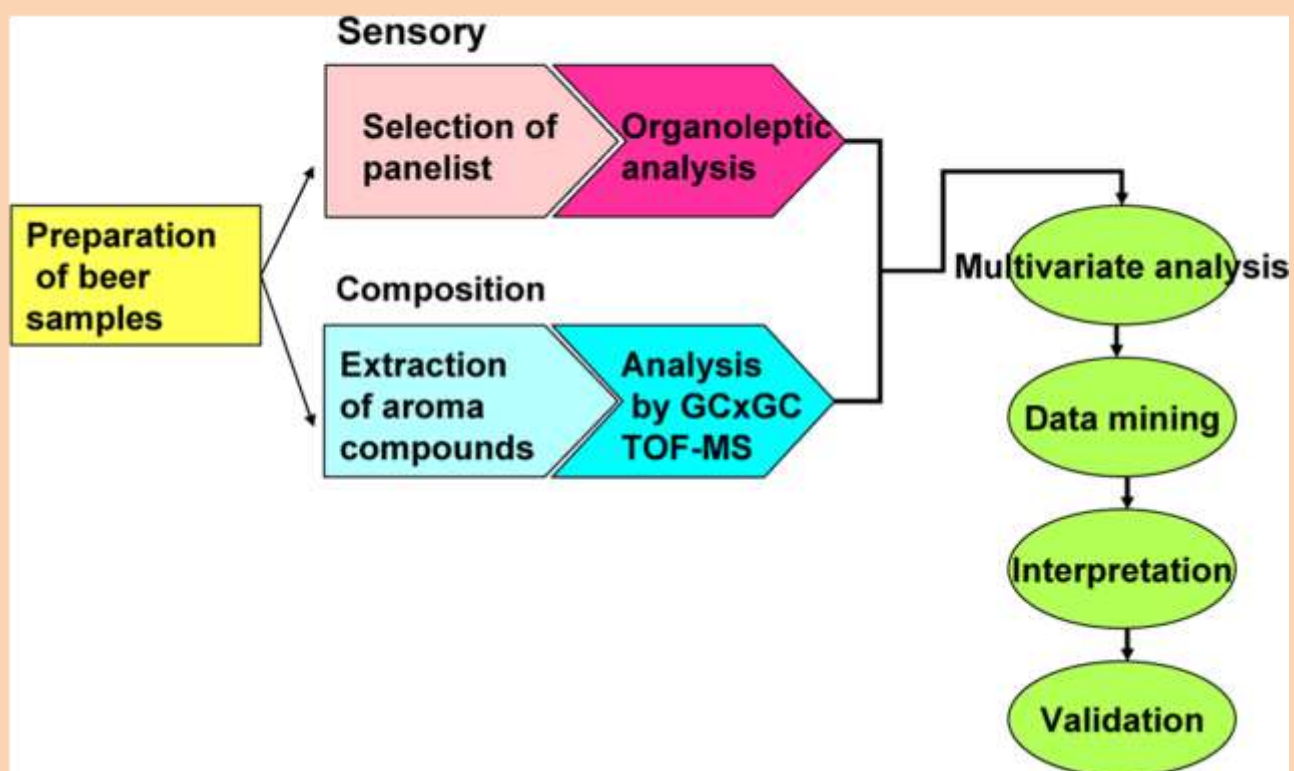 Sensory
Selection of
panelist
Organoleptic
analysis
Preparation
of beer
samples
Composition
Extraction
of aroma
compounds
Analysis
by GCxGC
TOF-MS
Multivariate analysis
Data mining
Interpretation
Validation